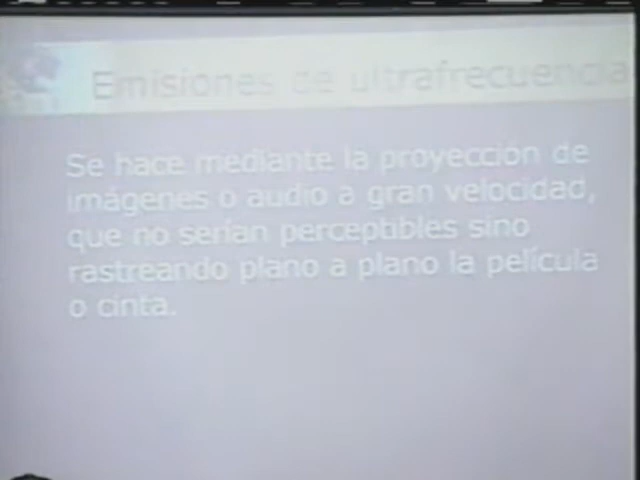 Emisiones de ultrafrecuencia
Se hace mediante la proyección de
imágenes o audio a gran velocidad,
que no serían perceptibles sino
rastreando plano a plano la película
o cinta.